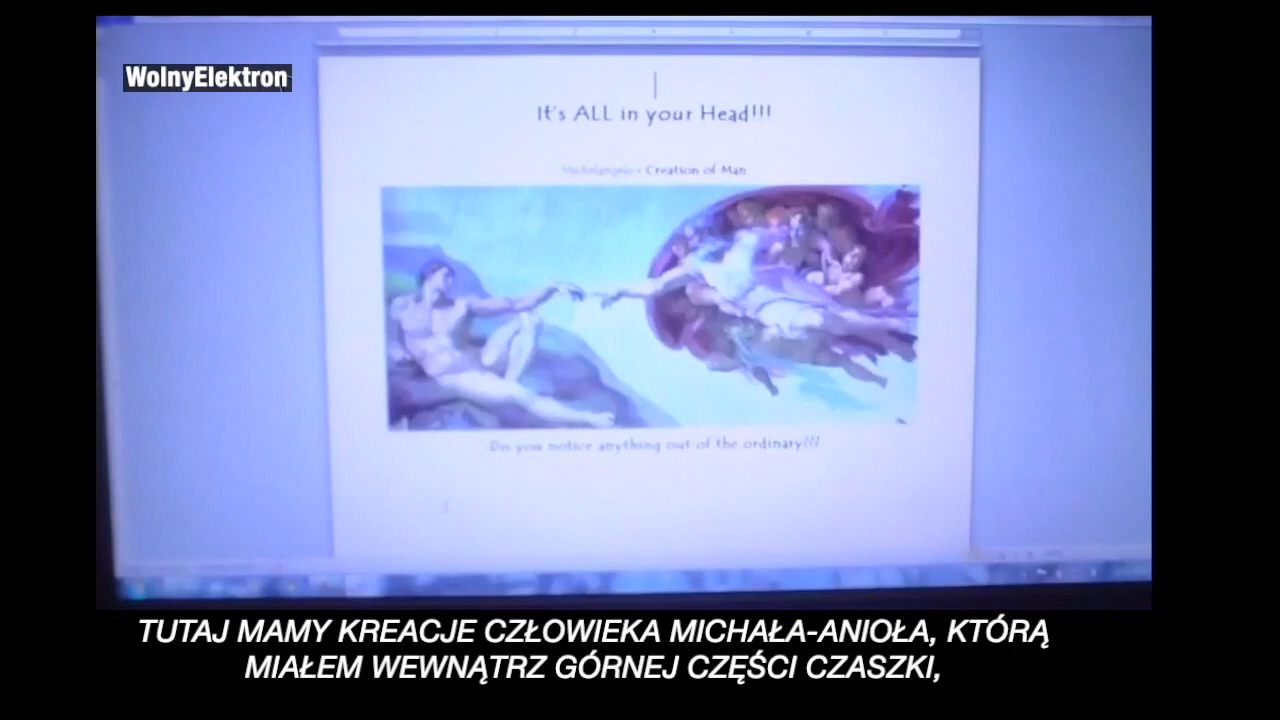 WolnyElektron
It's ALL in your Head!!!
Michelangelo's Creation of Man
Do you notice anything out of the ordinary???
TUTAJ MAMY KREACJE CZŁOWIEKA MICHAŁA-ANIOŁA, KTÓRĄ
MIAŁEM WEWNĄTRZ GÓRNEJ CZĘŚCI CZASZKI,